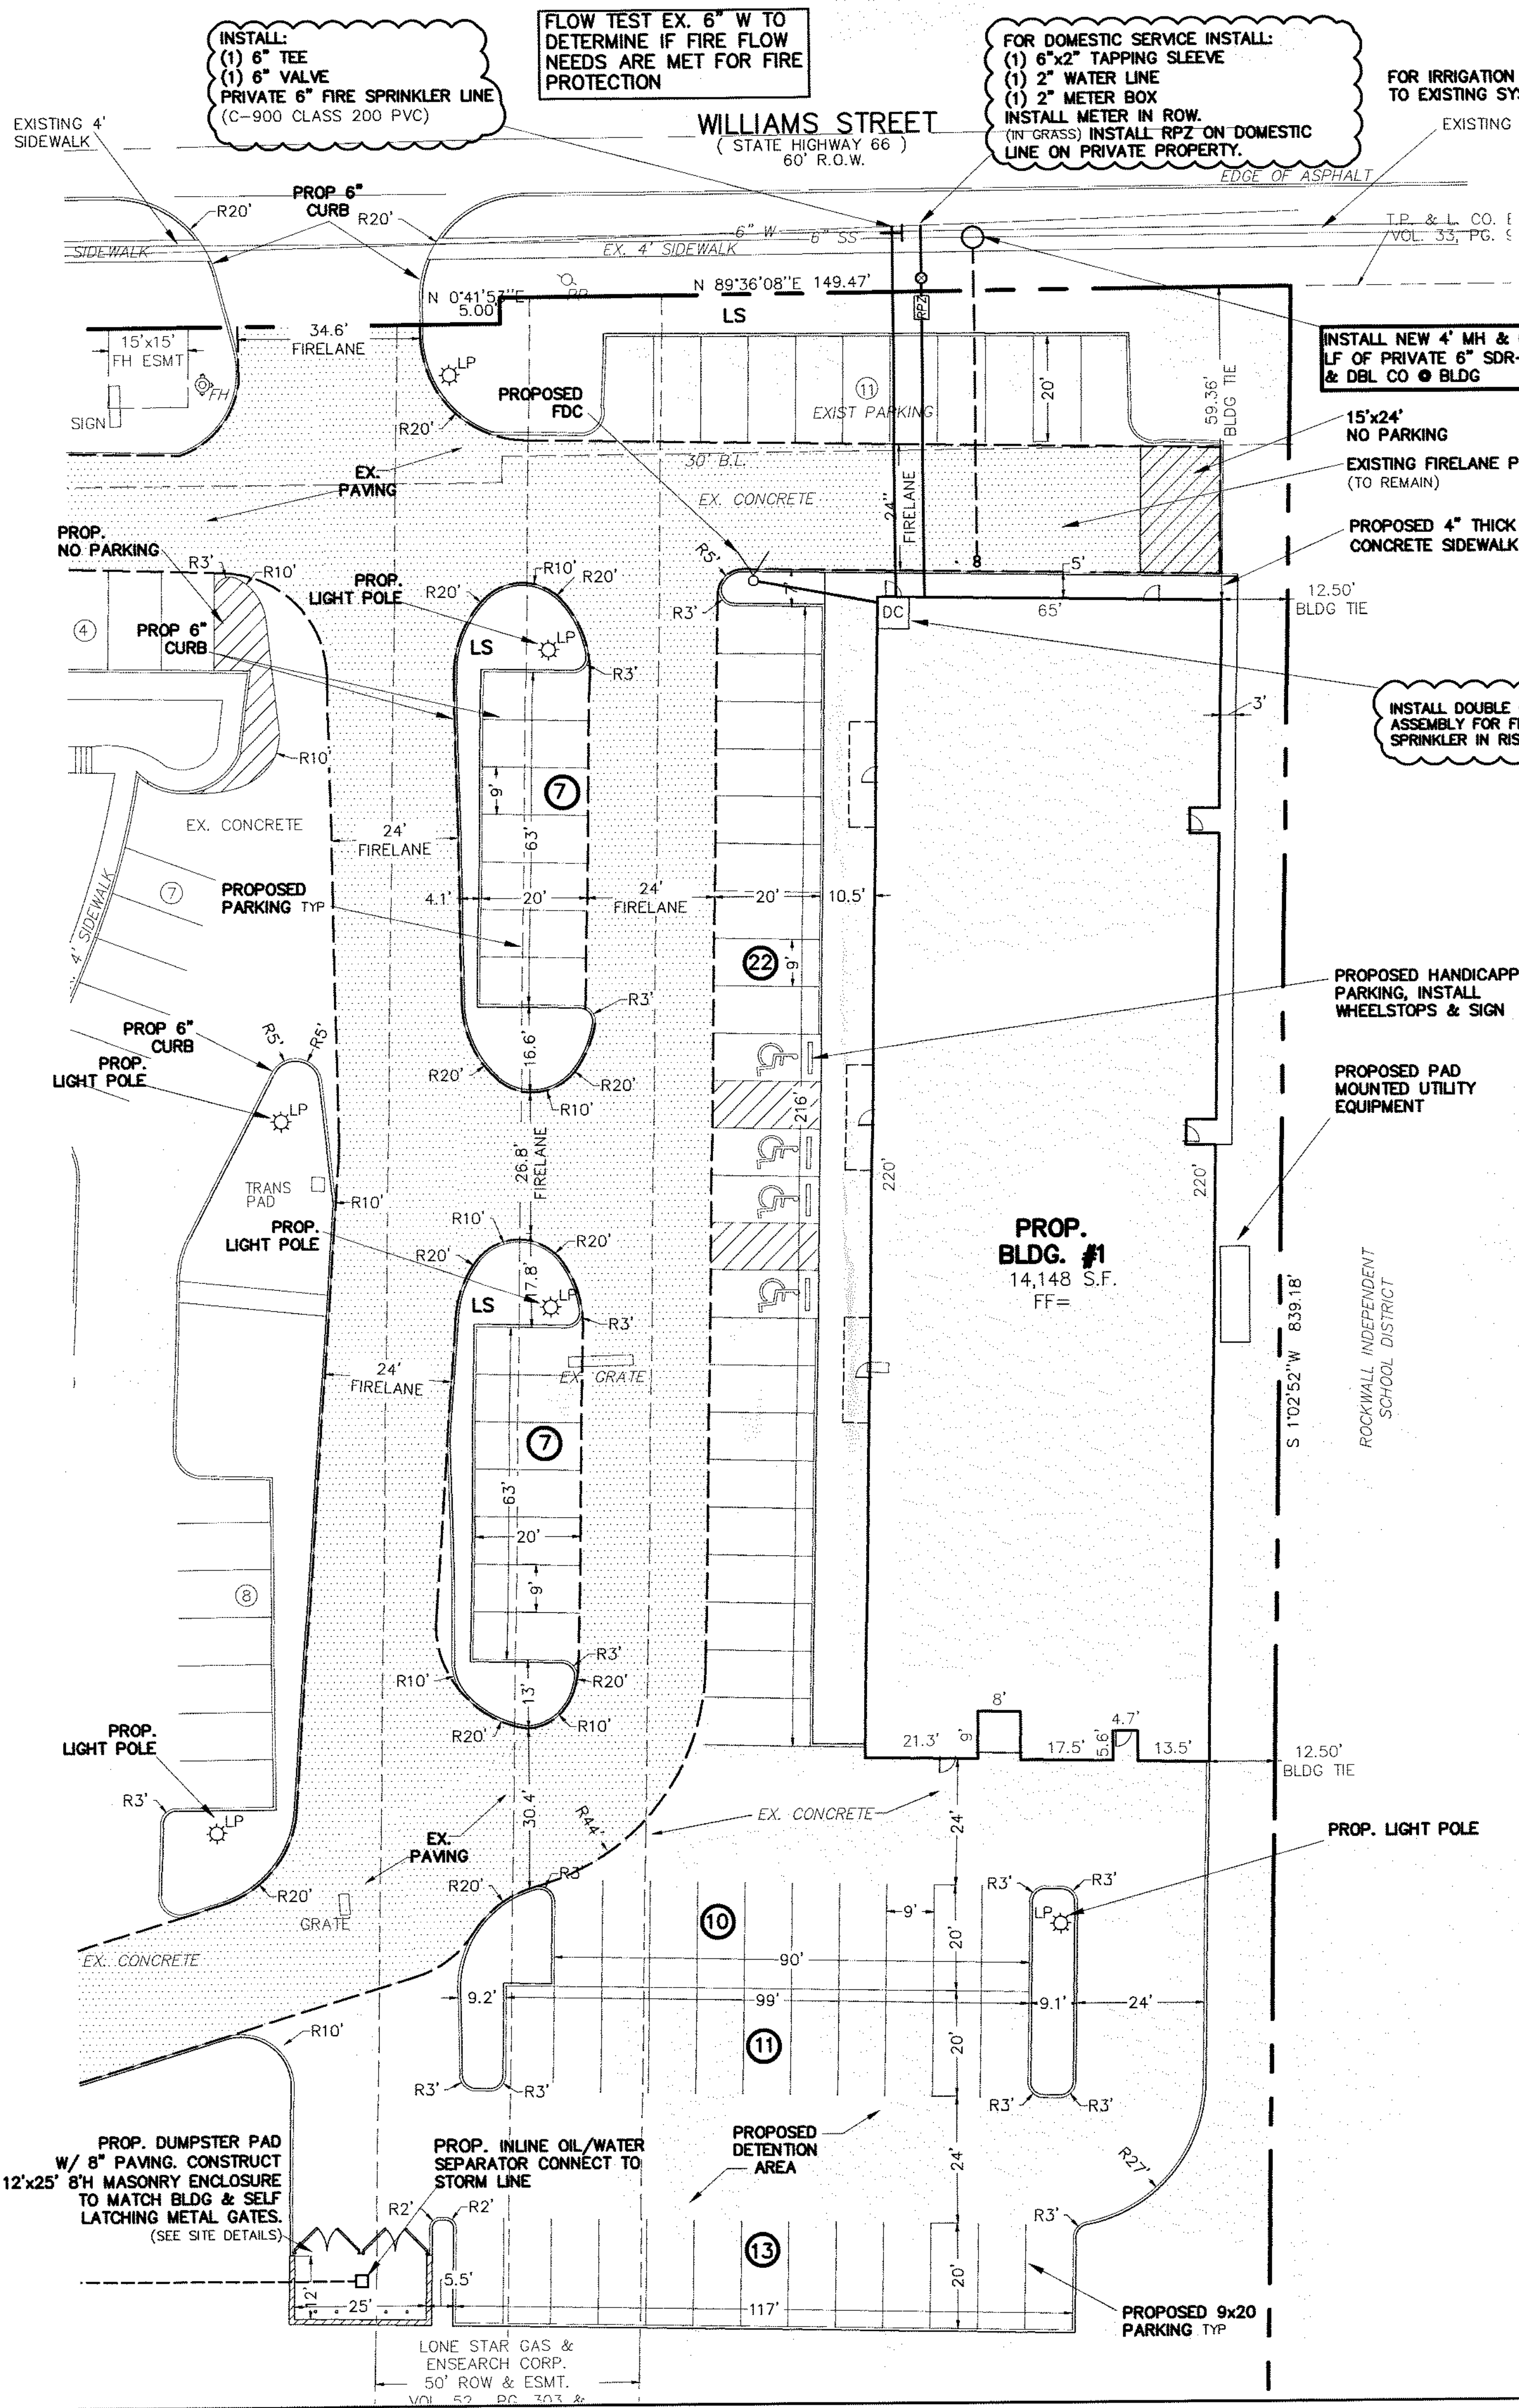 INSTALL:
(1) 6" TEE
(1) 6" VALVE
PRIVATE 6" FIRE SPRINKLER LINE
(C-900 CLASS 200 PVC)
FLOW TEST EX. 6" W TO
DETERMINE IF FIRE FLOW
NEEDS ARE MET FOR FIRE
PROTECTION
FOR DOMESTIC SERVICE INSTALL:
(1) 6"x2" TAPPING SLEEVE
(1) 2" WATER LINE
(1) 2" METER BOX
INSTALL METER IN ROW.
(IN GRASS) INSTALL RPZ ON DOMESTIC
LINE ON PRIVATE PROPERTY.
FOR IRRIGATION
TO EXISTING
EXISTING
EXISTING 4'
SIDEWALK
WILLIAMS STREET
( STATE HIGHWAY 66 )
60' R.O.W.
EDGE OF ASPHALT
PROP 6"
CURB
R20'
R20'
SIDEWALK
6" W
6" SS
EX. 4' SIDEWALK
T.P. & L. CO.
VOL. 33, PG.
N 0°41'57"E
5.00'
PP
N 89°36'08"E 149.47'
LS
RPZ
34.6'
FIRELANE
15'x15'
FH ESMT
FH
SIGN
LP
R20'
PROPOSED
FDC
11
EXIST PARKING
20'
59.36'
BLDG TIE
INSTALL NEW 4' MH &
LF OF PRIVATE 6" SDR-
& DBL CO @ BLDG
15'x24'
NO PARKING
EXISTING FIRELANE
(TO REMAIN)
EX.
PAVING
30' B.L.
EX. CONCRETE
24"
FIRELANE
PROPOSED 4" THICK
CONCRETE SIDEWALK
PROP.
NO PARKING
R3'
R10'
PROP.
LIGHT POLE
R20'
R10'
R20'
R5'
R3'
7'
8
5'
DC
65'
12.50'
BLDG TIE
4
PROP 6"
CURB
LS
LP
R3'
3'
INSTALL DOUBLE
ASSEMBLY FOR
SPRINKLER IN
R10'
9'
7
63'
EX. CONCRETE
24'
FIRELANE
7
4' SIDEWALK
PROPOSED
PARKING TYP
4.1'
20'
24'
FIRELANE
20'
10.5'
22
9'
PROPOSED
PARKING, INSTALL
WHEELSTOPS & SIGN
PROP 6"
CURB
R5'
R5'
R3'
PROP.
LIGHT POLE
LP
16.6'
R20'
R20'
R10'
216'
PROPOSED PAD
MOUNTED UTILITY
EQUIPMENT
26.8'
FIRELANE
220'
220'
TRANS
PAD
R10'
PROP.
LIGHT POLE
R10'
R20'
R20'
17.8'
LS
LP
R3'
PROP.
BLDG. #1
14,148 S.F.
FF=
S 1°02'52"W 839.18'
ROCKWALL INDEPENDENT
SCHOOL DISTRICT
24'
FIRELANE
EX GRATE
7
63'
20'
9'
8
R3'
R10'
13'
R20'
R20'
R10'
8'
9'
21.3'
17.5'
5.6'
4.7'
13.5'
12.50'
BLDG TIE
PROP.
LIGHT POLE
R3'
LP
30.4'
R44'
EX. CONCRETE
24'
PROP. LIGHT POLE
EX.
PAVING
R20'
R20'
R3'
GRATE
EX. CONCRETE
10
9'
R3'
R3'
LP
20'
90'
9.2'
99'
9.1'
24'
R10'
11
20'
R3'
R3'
R3'
R3'
PROPOSED
DETENTION
AREA
24'
R27'
PROP. DUMPSTER PAD
W/ 8" PAVING. CONSTRUCT
12'x25' 8'H MASONRY ENCLOSURE
TO MATCH BLDG & SELF
LATCHING METAL GATES.
(SEE SITE DETAILS)
PROP. INLINE OIL/WATER
SEPARATOR CONNECT TO
STORM LINE
R2'
R2'
R3'
13
20'
12'
25'
5.5'
117'
PROPOSED 9x20
PARKING TYP
LONE STAR GAS &
ENSEARCH CORP.
50' ROW & ESMT.
VOL 52 PG 303 &